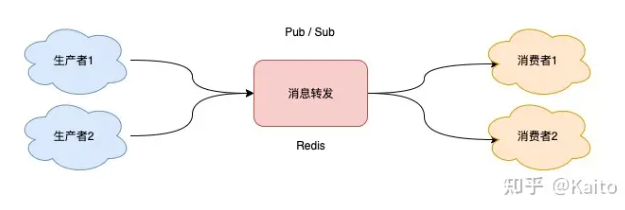 Pub / Sub
生产者1
消息转发
消费者1
生产者2
Redis
消费者2
知乎 @Kaito